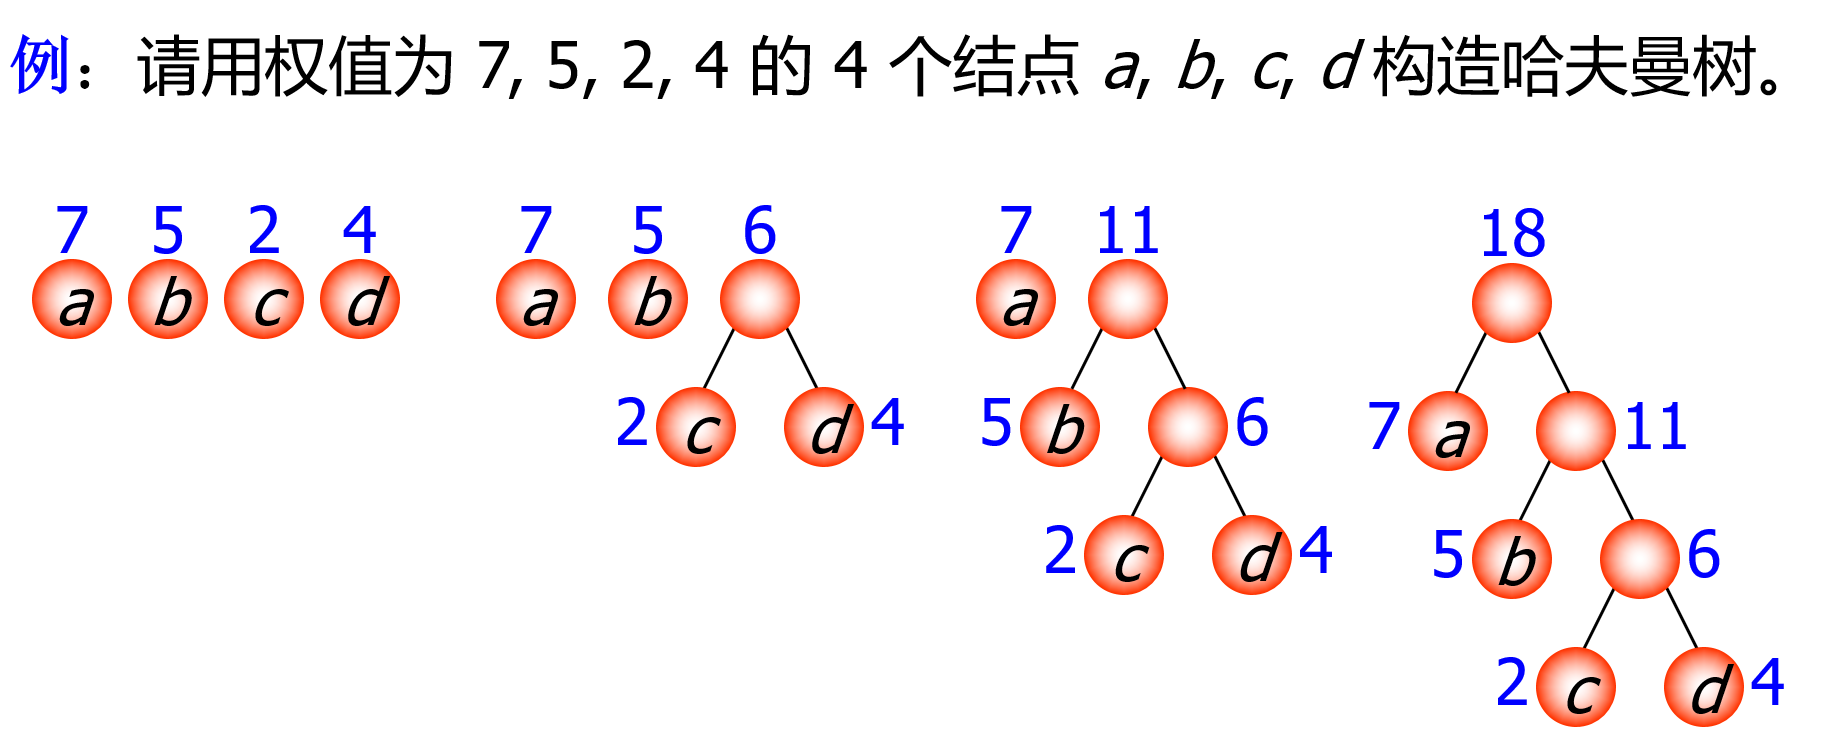 例：请用权值为 7, 5, 2, 4 的 4 个结点 a, b, c, d 构造哈夫曼树。
7 5 2 4 7 5 6 7 11 18
a b c d a b a
2 c d 4 5 b 6 7 a 11
2 c d 4 5 b 6
2 c d 4